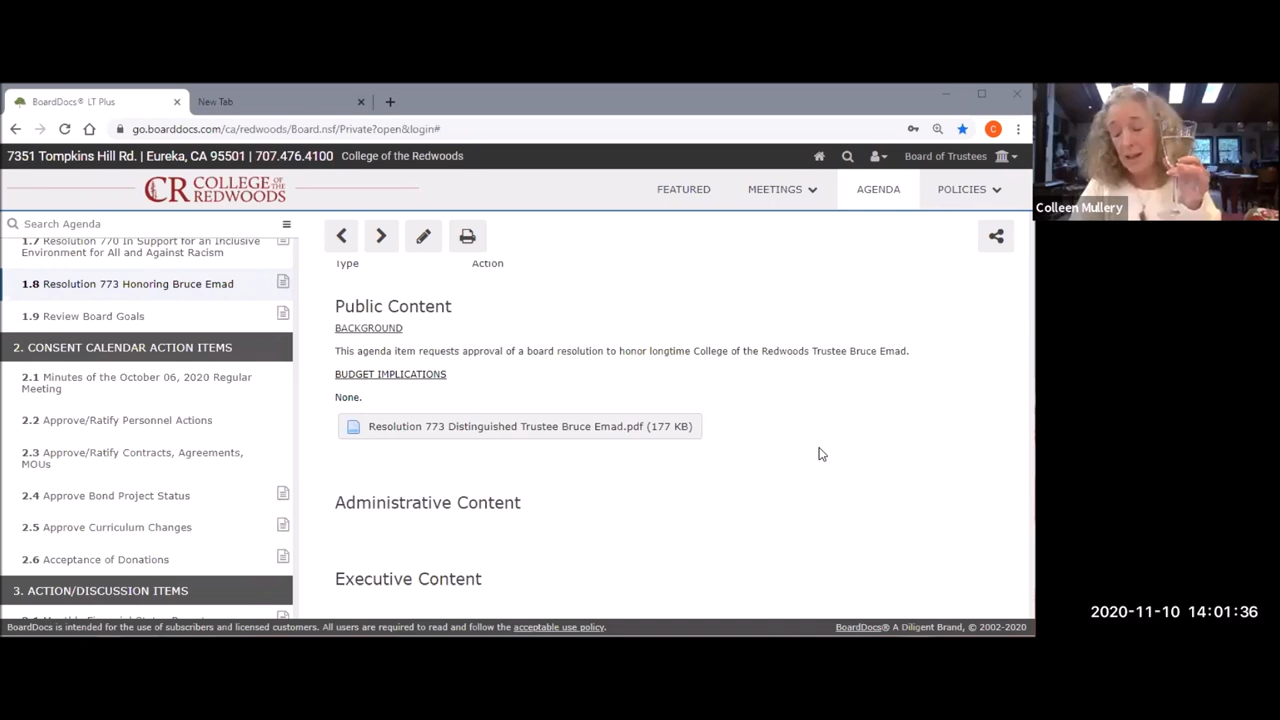 BoardDocs® LT Plus
New Tab
go.boarddocs.com/ca/redwoods/Board.nsf/Private?open&login#
C
7351 Tompkins Hill Rd. | Eureka, CA 95501 | 707.476.4100 College of the Redwoods
Board of Trustees
CR COLLEGE OF THE REDWOODS
FEATURED
MEETINGS
AGENDA
POLICIES
Search Agenda
1.7 Resolution 770 In Support for an Inclusive
Environment for All and Against Racism
1.8 Resolution 773 Honoring Bruce Emad
1.9 Review Board Goals
2. CONSENT CALENDAR ACTION ITEMS
2.1 Minutes of the October 06, 2020 Regular
Meeting
2.2 Approve/Ratify Personnel Actions
2.3 Approve/Ratify Contracts, Agreements,
MOUs
2.4 Approve Bond Project Status
2.5 Approve Curriculum Changes
2.6 Acceptance of Donations
3. ACTION/DISCUSSION ITEMS
Type Action
Public Content
BACKGROUND
This agenda item requests approval of a board resolution to honor longtime College of the Redwoods Trustee Bruce Emad.
BUDGET IMPLICATIONS
None.
Resolution 773 Distinguished Trustee Bruce Emad.pdf (177 KB)
Administrative Content
Executive Content
BoardDocs is intended for the use of subscribers and licensed customers. All users are required to read and follow the acceptable use policy.
BoardDocs® A Diligent Brand, © 2002-2020
Colleen Mullery
2020-11-10 14:01:36